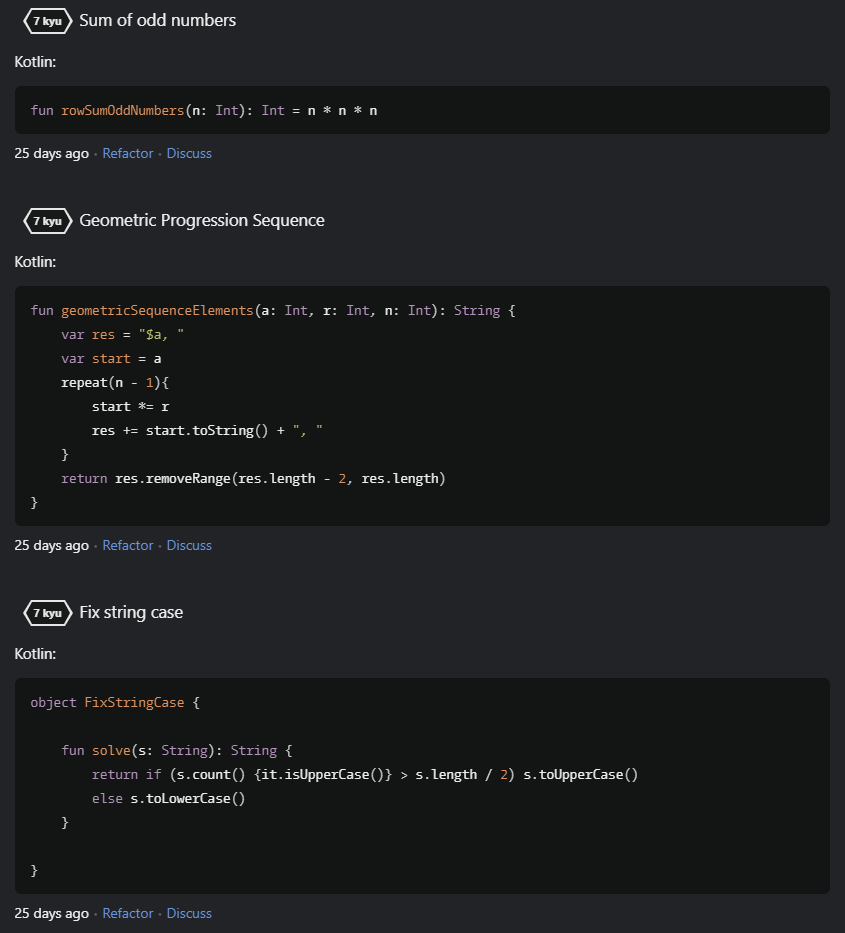 7 kyu Sum of odd numbers
Kotlin:
fun rowSumOddNumbers(n: Int): Int = n * n * n
25 days ago · Refactor · Discuss
7 kyu Geometric Progression Sequence
Kotlin:
fun geometricSequenceElements(a: Int, r: Int, n: Int): String {
    var res = "$a, "
    var start = a
    repeat(n - 1){
        start *= r
        res += start.toString() + ", "
    }
    return res.removeRange(res.length - 2, res.length)
}
25 days ago · Refactor · Discuss
7 kyu Fix string case
Kotlin:
object FixStringCase {
    fun solve(s: String): String {
        return if (s.count() {it.isUpperCase()} > s.length / 2) s.toUpperCase()
        else s.toLowerCase()
    }
}
25 days ago · Refactor · Discuss